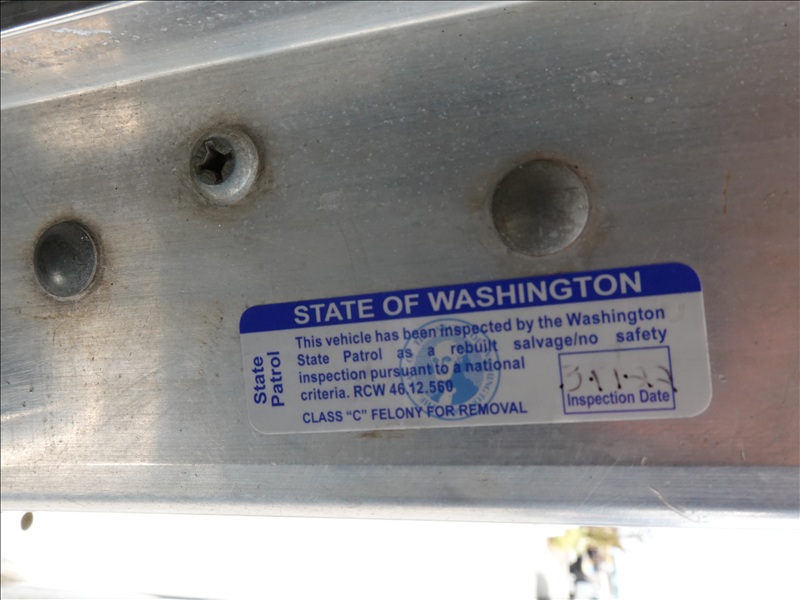 STATE OF WASHINGTON
State
Patrol
This vehicle has been inspected by the Washington
State Patrol as a rebuilt salvage/no safety
inspection pursuant to a national
criteria. RCW 46.12.560
CLASS "C" FELONY FOR REMOVAL
Inspection Date